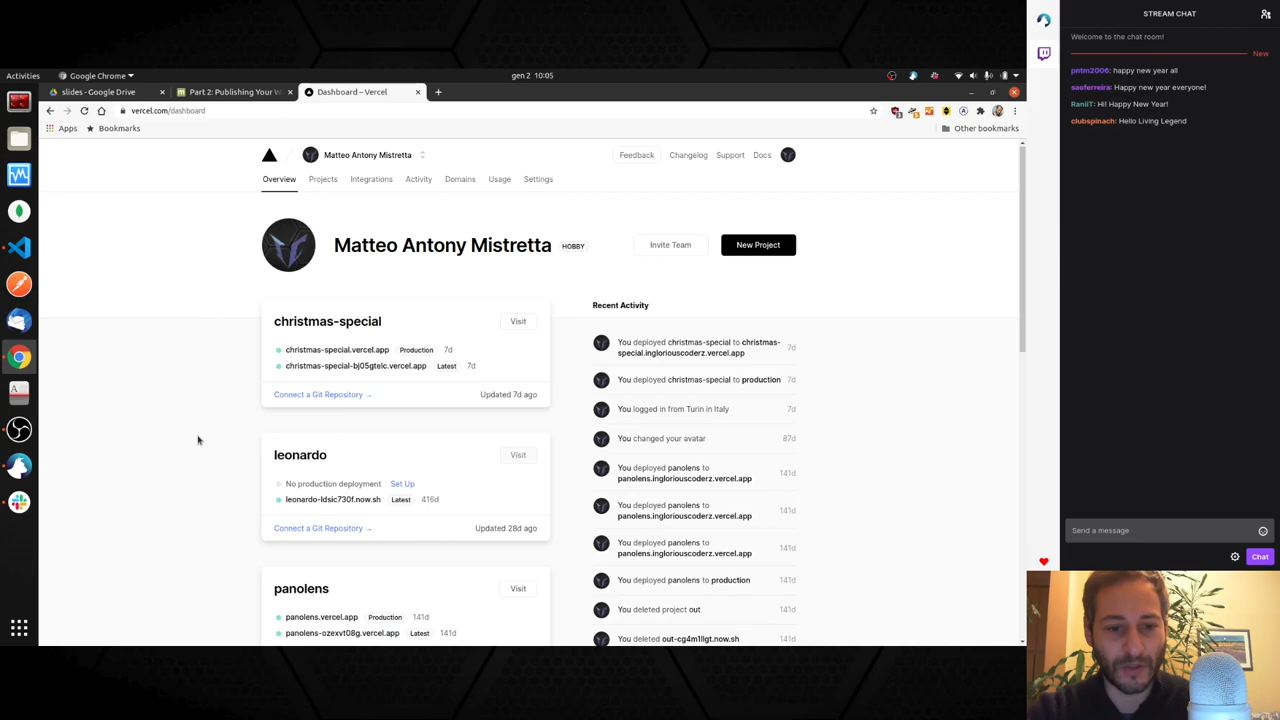 Activities
Google Chrome
gen 2 10:05
slides - Google Drive
Part 2: Publishing Your W
Dashboard – Vercel
vercel.com/dashboard
Apps
Bookmarks
Other bookmarks
Matteo Antony Mistretta
Feedback
Changelog
Support
Docs
Overview
Projects
Integrations
Activity
Domains
Usage
Settings
Matteo Antony Mistretta
HOBBY
Invite Team
New Project
christmas-special
Visit
christmas-special.vercel.app Production 7d
christmas-special-bj05gtelc.vercel.app Latest 7d
Connect a Git Repository →
Updated 7d ago
leonardo
Visit
No production deployment Set Up
leonardo-ldsic730f.now.sh Latest 416d
Connect a Git Repository →
Updated 28d ago
panolens
Visit
panolens.vercel.app Production 141d
panolens-ozexvt08g.vercel.app Latest 141d
Recent Activity
You deployed christmas-special to christmas-
special.ingloriouscoderz.vercel.app
7d
You deployed christmas-special to production 7d
You logged in from Turin in Italy 7d
You changed your avatar 87d
You deployed panolens to
panolens.ingloriouscoderz.vercel.app
141d
You deployed panolens to
panolens.ingloriouscoderz.vercel.app
141d
You deployed panolens to
panolens.ingloriouscoderz.vercel.app
141d
You deployed panolens to production 141d
You deleted project out 141d
You deleted out-cg4m1llgt.now.sh 141d
STREAM CHAT
Welcome to the chat room!
New
pntm2006: happy new year all
saoferreira: Happy new year everyone!
RaniiT: Hi! Happy New Year!
clubspinach: Hello Living Legend
Send a message
Chat